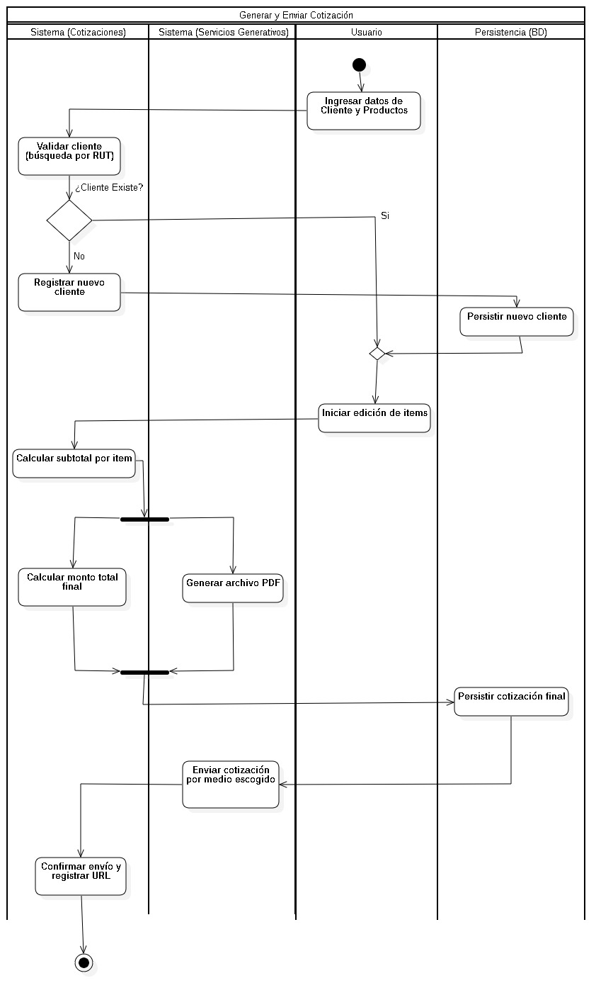 Generar y Enviar Cotización
Sistema (Cotizaciones)
Sistema (Servicios Generativos)
Usuario
Persistencia (BD)
Ingresar datos de
Cliente y Productos
Validar cliente
(búsqueda por RUT)
¿Cliente Existe?
Si
No
Registrar nuevo
cliente
Persistir nuevo cliente
Iniciar edición de items
Calcular subtotal por item
Calcular monto total
final
Generar archivo PDF
Persistir cotización final
Enviar cotización
por medio escogido
Confirmar envío y
registrar URL